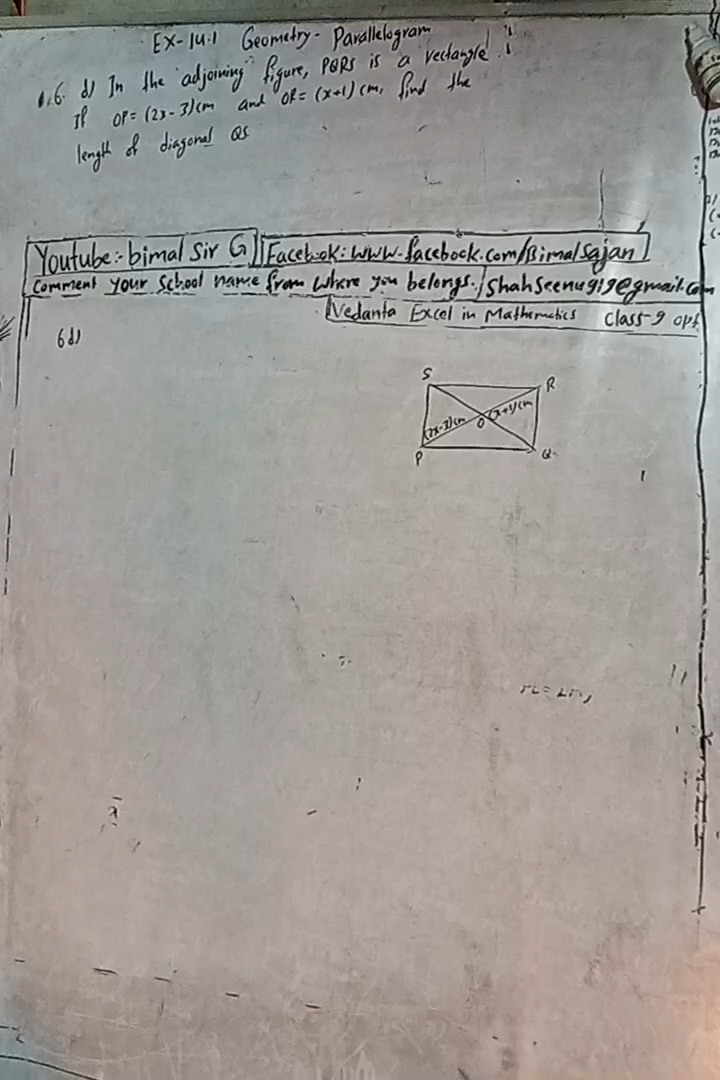 EX-14.1 Geometry - Parallelogram
6. d) In the "adjoining" figure, PQRS is a rectangle.
If OP = (2x-3)cm and OR = (x+1)cm, find the
length of diagonal QS
Youtube:- bimal Sir G Facebook: www.facebook.com/Bimalsajan
Comment your School name from where you belongs. shahseenu919@gmail.com
Vedanta Excel in Mathematics Class-9 opt
6 d)
S R
(2x-3)cm O (x+1)cm
P Q